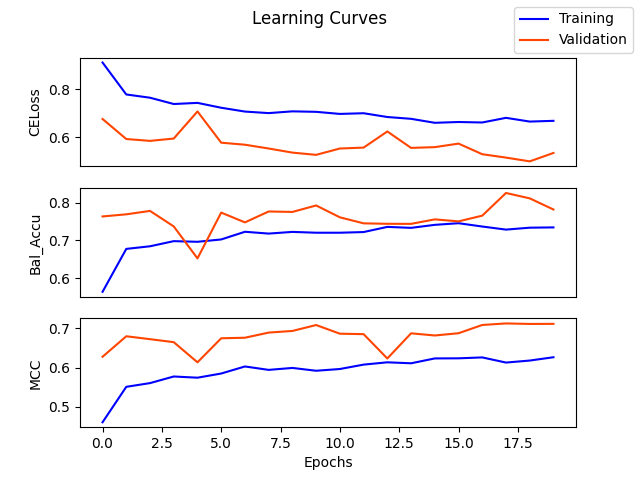 Learning Curves
Training
Validation
CELoss
0.8
0.6
Bal_Accu
0.8
0.7
0.6
MCC
0.7
0.6
0.5
0.0 2.5 5.0 7.5 10.0 12.5 15.0 17.5
Epochs